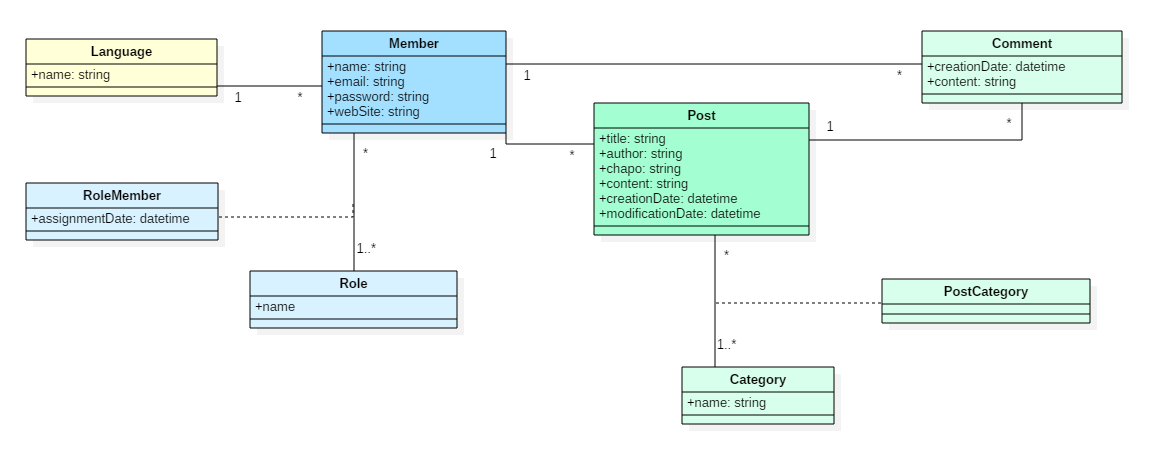 Language
+name: string
1
*
Member
+name: string
+email: string
+password: string
+webSite: string
1
*
Comment
+creationDate: datetime
+content: string
1
*
Post
+title: string
+author: string
+chapo: string
+content: string
+creationDate: datetime
+modificationDate: datetime
1
*
*
RoleMember
+assignmentDate: datetime
1..*
Role
+name
*
PostCategory
1..*
Category
+name: string